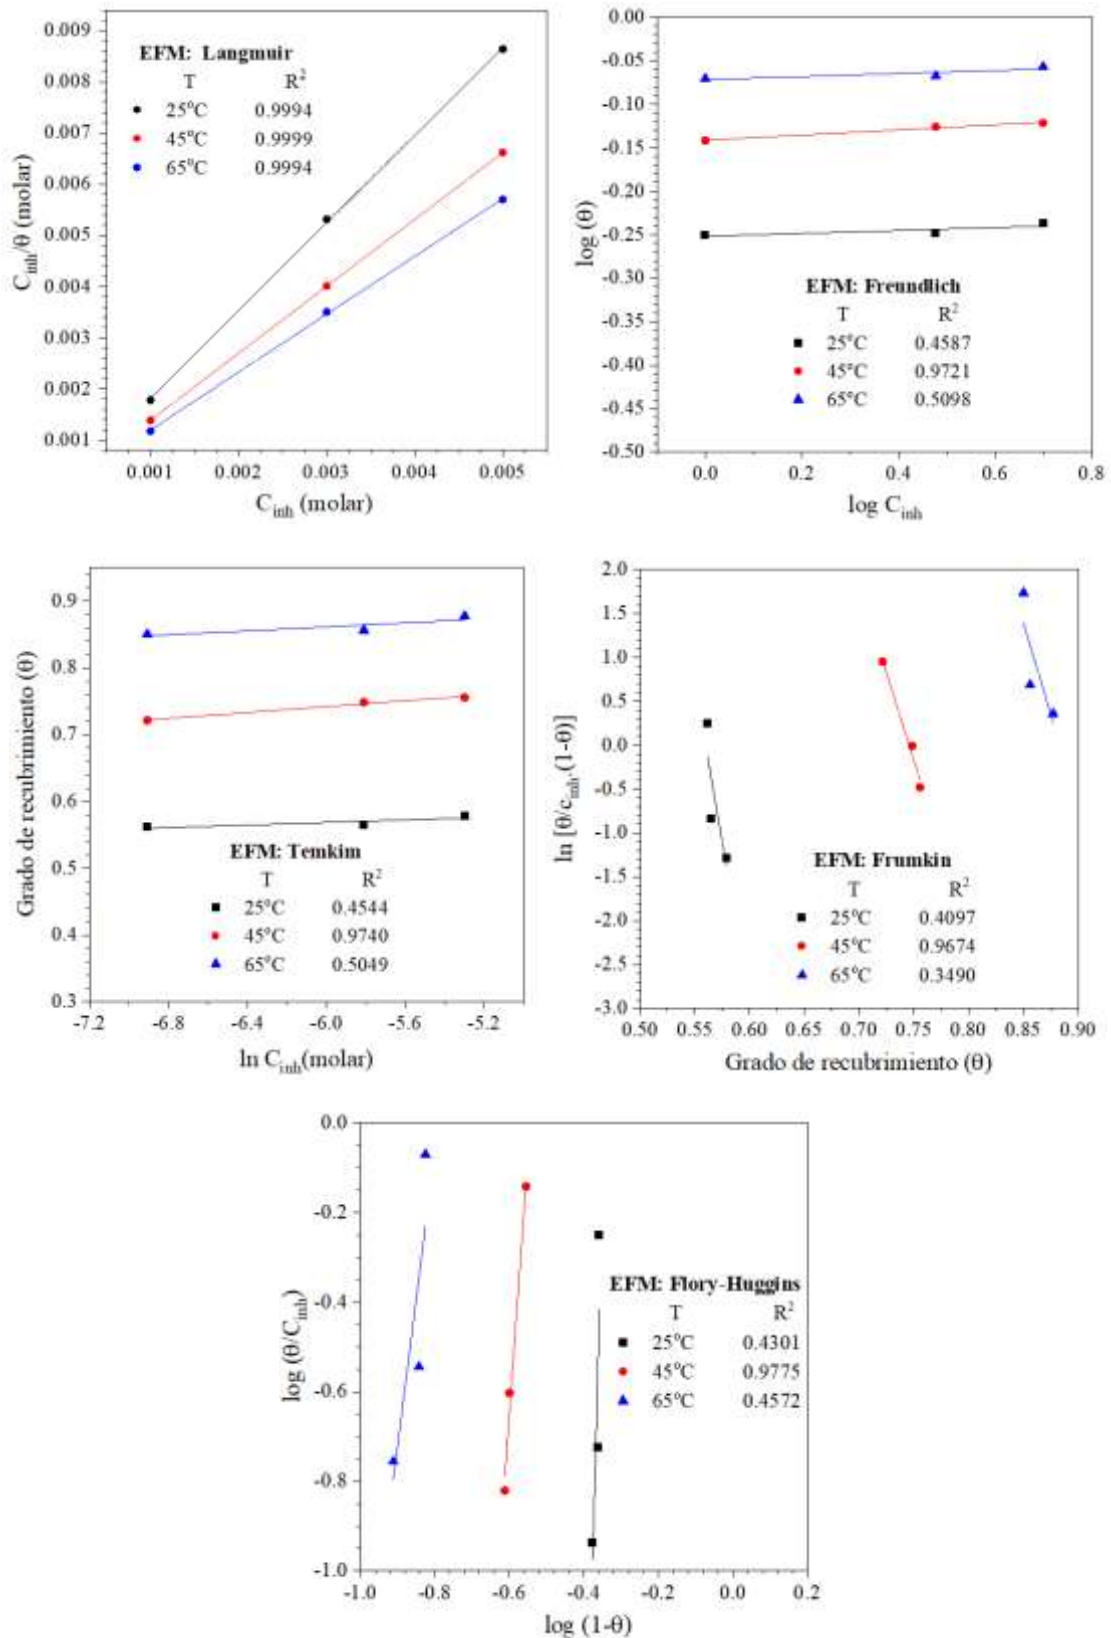 EFM: Langmuir
T R²
25°C 0.9994
45°C 0.9999
65°C 0.9994
0.009
0.008
0.007
0.006
0.005
0.004
0.003
0.002
0.001
C_inh/θ (molar)
0.001 0.002 0.003 0.004 0.005
C_inh (molar)
0.00
-0.05
-0.10
-0.15
-0.20
-0.25
-0.30
-0.35
-0.40
-0.45
-0.50
log (θ)
EFM: Freundlich
T R²
25°C 0.4587
45°C 0.9721
65°C 0.5098
0.0 0.2 0.4 0.6 0.8
log C_inh
0.9
0.8
0.7
0.6
0.5
0.4
0.3
Grado de recubrimiento (θ)
EFM: Temkim
T R²
25°C 0.4544
45°C 0.9740
65°C 0.5049
-7.2 -6.8 -6.4 -6.0 -5.6 -5.2
ln C_inh(molar)
2.0
1.5
1.0
0.5
0.0
-0.5
-1.0
-1.5
-2.0
-2.5
-3.0
ln [θ/c_inh.(1-θ)]
EFM: Frumkin
T R²
25°C 0.4097
45°C 0.9674
65°C 0.3490
0.50 0.55 0.60 0.65 0.70 0.75 0.80 0.85 0.90
Grado de recubrimiento (θ)
0.0
-0.2
-0.4
-0.6
-0.8
-1.0
log (θ/C_inh)
EFM: Flory-Huggins
T R²
25°C 0.4301
45°C 0.9775
65°C 0.4572
-1.0 -0.8 -0.6 -0.4 -0.2 0.0 0.2
log (1-θ)